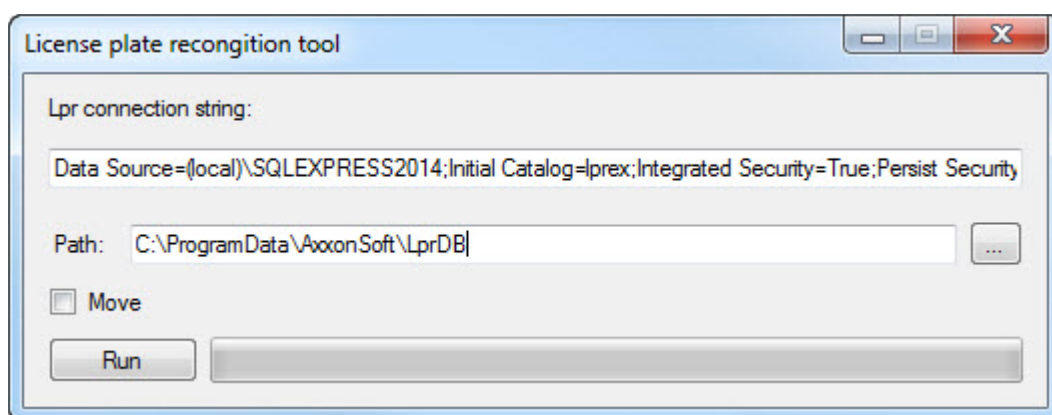 License plate recongition tool
Lpr connection string:
Data Source=(local)\SQLEXPRESS2014;Initial Catalog=lprex;Integrated Security=True;Persist Security
Path: C:\ProgramData\AxxonSoft\LprDB ...
Move
Run